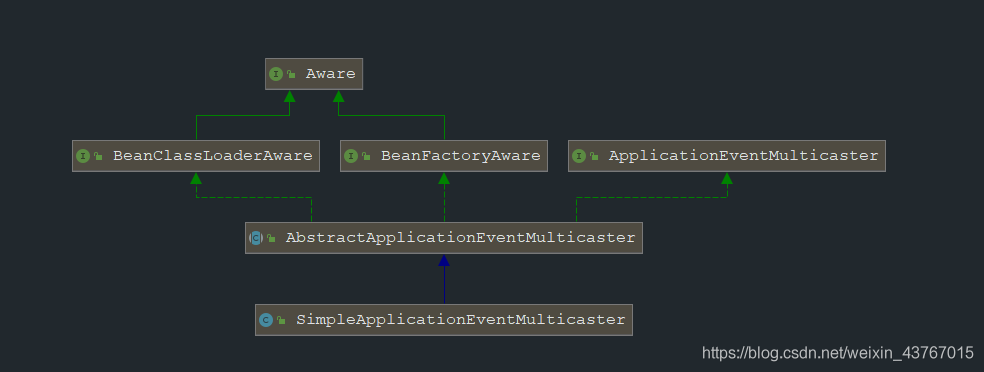 Aware
BeanClassLoaderAware
BeanFactoryAware
ApplicationEventMulticaster
AbstractApplicationEventMulticaster
SimpleApplicationEventMulticaster
https://blog.csdn.net/weixin_43767015